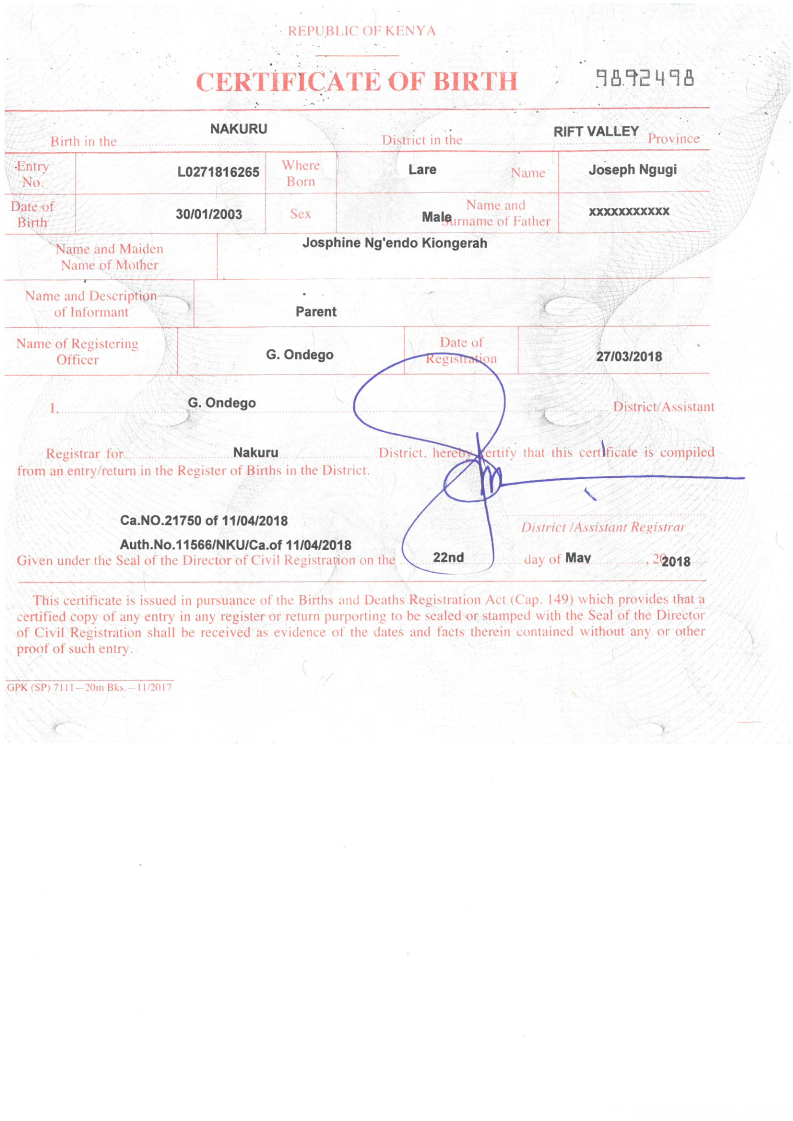 REPUBLIC OF KENYA
CERTIFICATE OF BIRTH 9892498
Birth in the NAKURU District in the RIFT VALLEY Province
Entry No. L0271816265 Where Born Lare Name Joseph Ngugi
Date of Birth 30/01/2003 Sex Male Name and Surname of Father xxxxxxxxxxx
Name and Maiden Name of Mother Josphine Ng'endo Kiongerah
Name and Description of Informant Parent
Name of Registering Officer G. Ondego Date of Registration 27/03/2018
I, G. Ondego District/Assistant
Registrar for Nakuru District, hereby certify that this certificate is compiled
from an entry/return in the Register of Births in the District.
Ca.NO.21750 of 11/04/2018
District /Assistant Registrar
Auth.No.11566/NKU/Ca.of 11/04/2018
Given under the Seal of the Director of Civil Registration on the 22nd day of May , 20 2018
This certificate is issued in pursuance of the Births and Deaths Registration Act (Cap. 149) which provides that a
certified copy of any entry in any register or return purporting to be sealed or stamped with the Seal of the Director
of Civil Registration shall be received as evidence of the dates and facts therein contained without any or other
proof of such entry.
GPK (SP) 7111—20m Bks.—11/2017